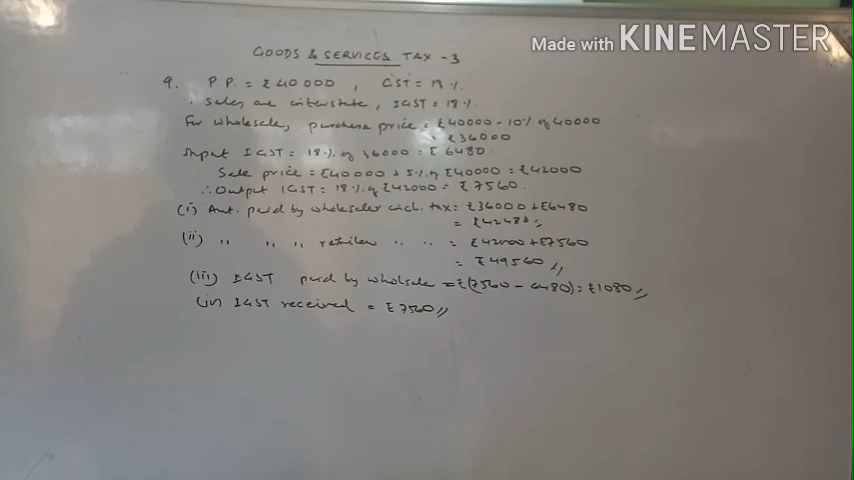 Made with KINEMASTER
GOODS & SERVICES TAX - 3
9. P P. = ₹40000 , GST = 18%.
∴ Sales are interstate, IGST = 18%.
For wholesaler, purchase price = ₹40000 - 10% of 40000
= ₹36000
Input IGST = 18% of 36000 = ₹6480.
Sale price = ₹40000 + 5% of ₹40000 = ₹42000
∴ Output IGST = 18% of ₹42000 = ₹7560.
(i) Amt. paid by wholesaler incl. tax = ₹36000 + ₹6480
= ₹42480 //
(ii) ,, ,, ,, retailer ,, ,, = ₹42000 + ₹7560
= ₹49560 //
(iii) IGST paid by wholsale = ₹(7560 - 6480) = ₹1080 //
(iv) IGST received = ₹7560 //